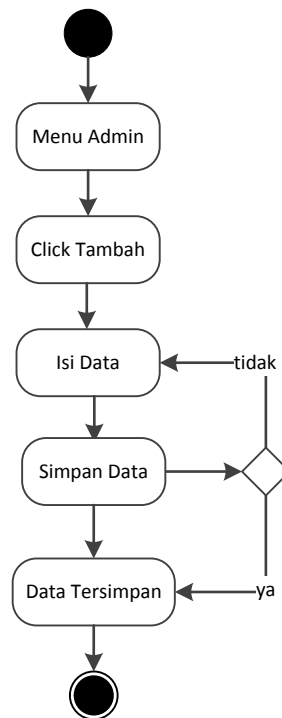 Menu Admin
Click Tambah
Isi Data
tidak
Simpan Data
Data Tersimpan
ya